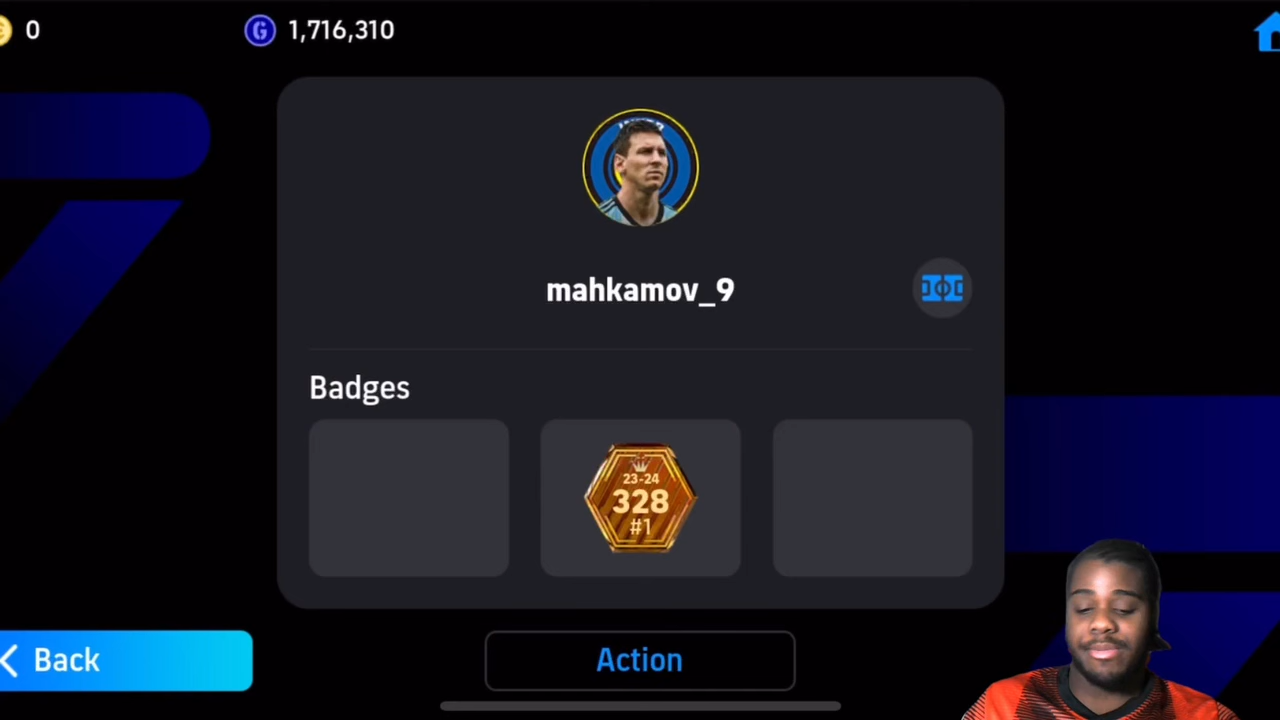 0
1,716,310
mahkamov_9
Badges
23-24
328
#1
Back
Action